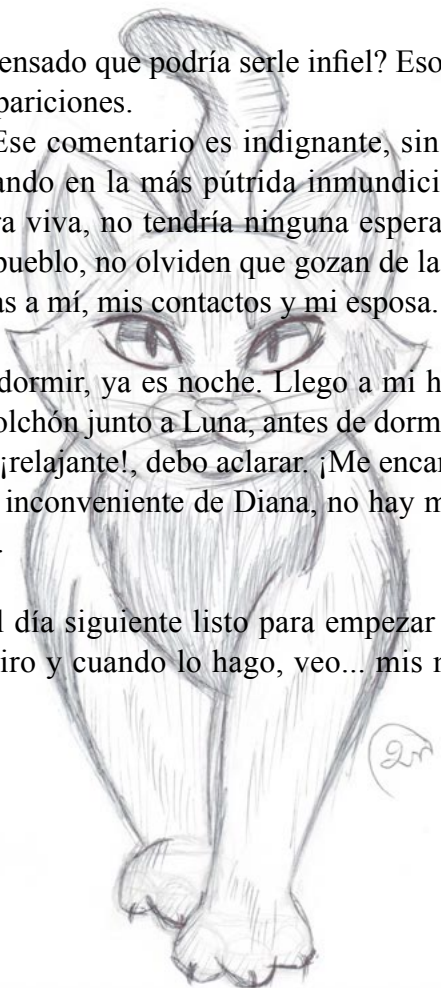 ensado que podría serle infiel? Eso
pariciones.
Ese comentario es indignante, sin
ando en la más pútrida inmundici
ra viva, no tendría ninguna espera
pueblo, no olviden que gozan de la
as a mí, mis contactos y mi esposa.
dormir, ya es noche. Llego a mi h
olchón junto a Luna, antes de dorm
¡relajante!, debo aclarar. ¡Me encar
inconveniente de Diana, no hay m
l día siguiente listo para empezar
iro y cuando lo hago, veo... mis r